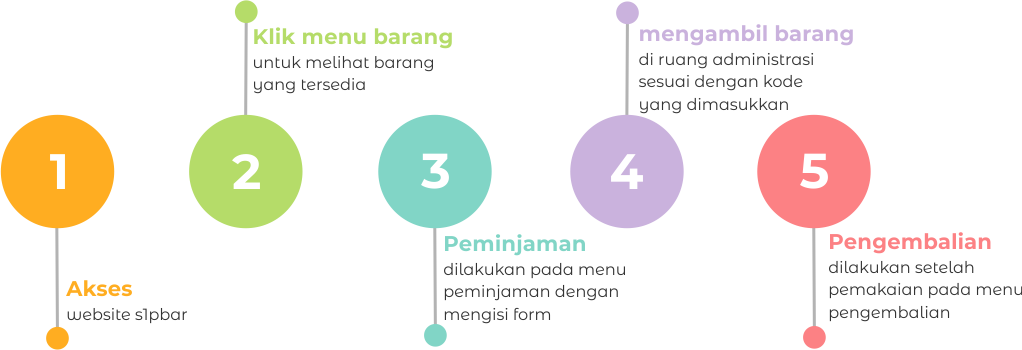 1
Akses
website s1pbar
2
Klik menu barang
untuk melihat barang
yang tersedia
3
Peminjaman
dilakukan pada menu
peminjaman dengan
mengisi form
4
mengambil barang
di ruang administrasi
sesuai dengan kode
yang dimasukkan
5
Pengembalian
dilakukan setelah
pemakaian pada menu
pengembalian